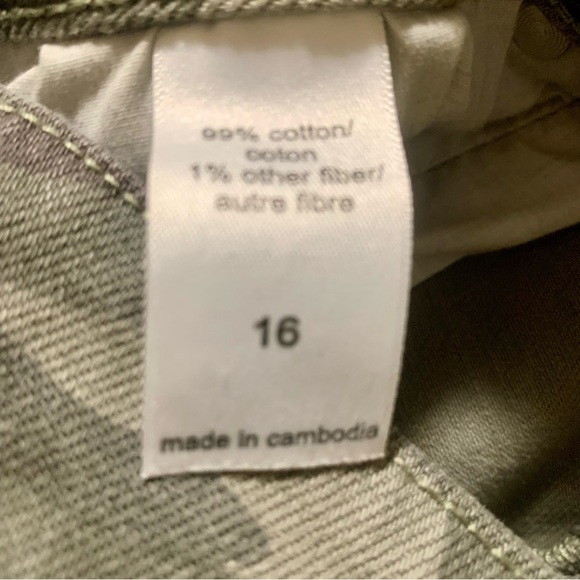 99% cotton/
coton
1% other fiber/
autre fibre
16
made in cambodia